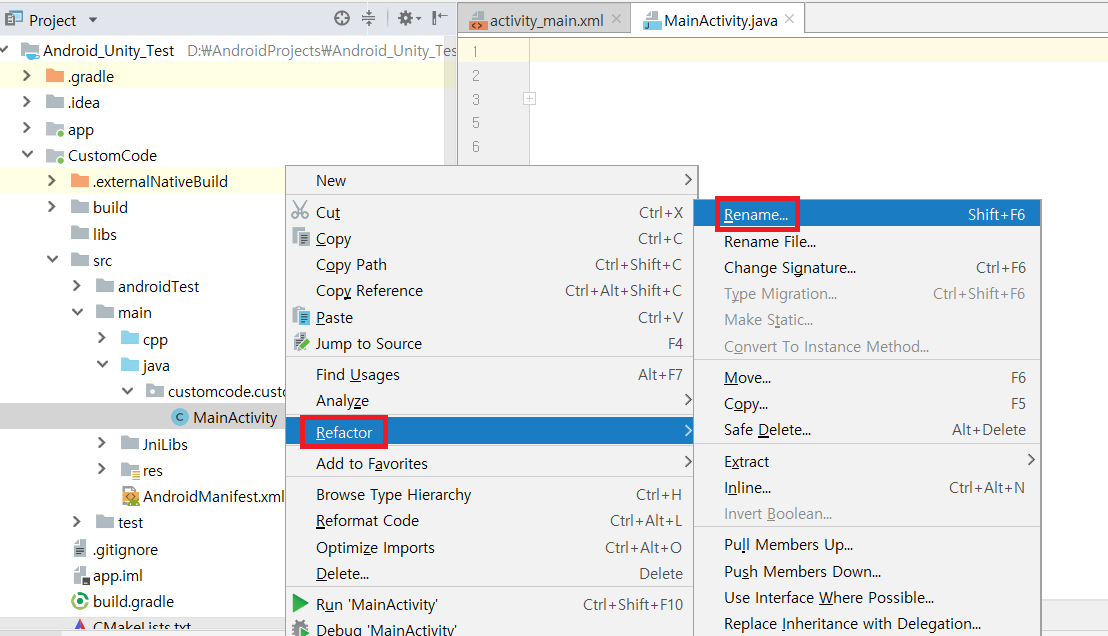 Project
activity_main.xml
MainActivity.java
Android_Unity_Test D:₩AndroidProjects₩Android_Unity_Tes
.gradle
.idea
app
CustomCode
.externalNativeBuild
build
libs
src
androidTest
main
cpp
java
customcode.custo
C MainActivity
JniLibs
res
AndroidManifest.xml
test
.gitignore
app.iml
build.gradle
CMakeLists.txt
1
2
3
5
6
New
Cut Ctrl+X
Copy Ctrl+C
Copy Path Ctrl+Shift+C
Copy Reference Ctrl+Alt+Shift+C
Paste Ctrl+V
Jump to Source F4
Find Usages Alt+F7
Analyze
Refactor
Add to Favorites
Browse Type Hierarchy Ctrl+H
Reformat Code Ctrl+Alt+L
Optimize Imports Ctrl+Alt+O
Delete... Delete
Run 'MainActivity' Ctrl+Shift+F10
Debug 'MainActivity'
Rename... Shift+F6
Rename File...
Change Signature... Ctrl+F6
Type Migration... Ctrl+Shift+F6
Make Static...
Convert To Instance Method...
Move... F6
Copy... F5
Safe Delete... Alt+Delete
Extract
Inline... Ctrl+Alt+N
Invert Boolean...
Pull Members Up...
Push Members Down...
Use Interface Where Possible...
Replace Inheritance with Delegation...